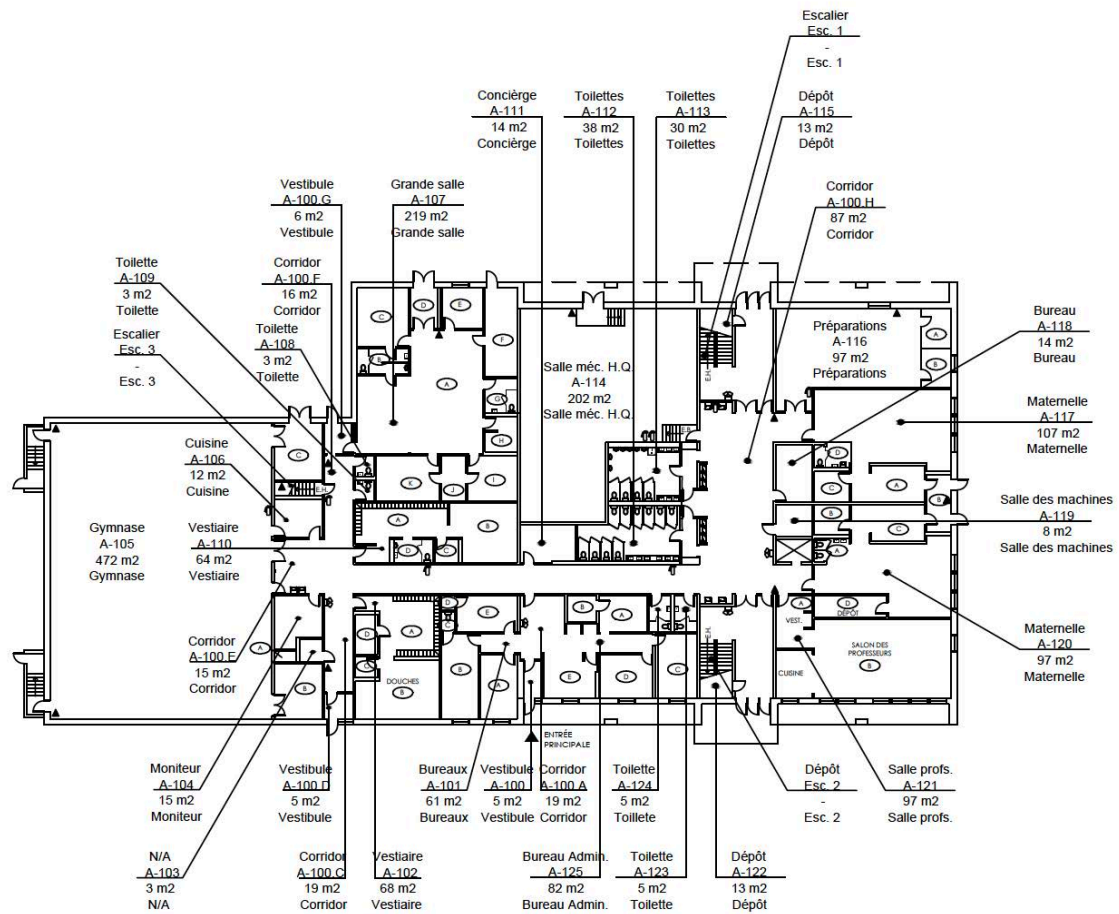 Escalier
Esc. 1
-
Esc. 1
Concièrge
A-111
14 m2
Concièrge
Toilettes
A-112
38 m2
Toilettes
Toilettes
A-113
30 m2
Toilettes
Dépôt
A-115
13 m2
Dépôt
Vestibule
A-100.G
6 m2
Vestibule
Grande salle
A-107
219 m2
Grande salle
Corridor
A-100.H
87 m2
Corridor
Toilette
A-109
3 m2
Toilette
Corridor
A-100.F
16 m2
Corridor
Escalier
Esc. 3
-
Esc. 3
Toilette
A-108
3 m2
Toilette
Salle méc. H.Q.
A-114
202 m2
Salle méc. H.Q.
Préparations
A-116
97 m2
Préparations
Bureau
A-118
14 m2
Bureau
Maternelle
A-117
107 m2
Maternelle
Cuisine
A-106
12 m2
Cuisine
Gymnase
A-105
472 m2
Gymnase
Vestiaire
A-110
64 m2
Vestiaire
Salle des machines
A-119
8 m2
Salle des machines
Corridor
A-100.E
15 m2
Corridor
Maternelle
A-120
97 m2
Maternelle
C
D
E
B
A
F
G
H
I
J
K
C
E.H.
A
B
D
C
E.H.
E.B.
A
B
D
C
A
B
B
C
A
A
B
D
A
C
DOUCHES
B
D
C
E
B
A
B
A
E
D
C
E.H.
A
VEST.
D
DÉPÔT
SALON DES
PROFESSEURS
B
CUISINE
ENTRÉE
PRINCIPALE
Moniteur
A-104
15 m2
Moniteur
Vestibule
A-100.D
5 m2
Vestibule
Bureaux
A-101
61 m2
Bureaux
Vestibule
A-100
5 m2
Vestibule
Corridor
A-100.A
19 m2
Corridor
Toilette
A-124
5 m2
Toillete
Dépôt
Esc. 2
-
Esc. 2
Salle profs.
A-121
97 m2
Salle profs.
N/A
A-103
3 m2
N/A
Corridor
A-100.C
19 m2
Corridor
Vestiaire
A-102
68 m2
Vestiaire
Bureau Admin.
A-125
82 m2
Bureau Admin.
Toilette
A-123
5 m2
Toilette
Dépôt
A-122
13 m2
Dépôt